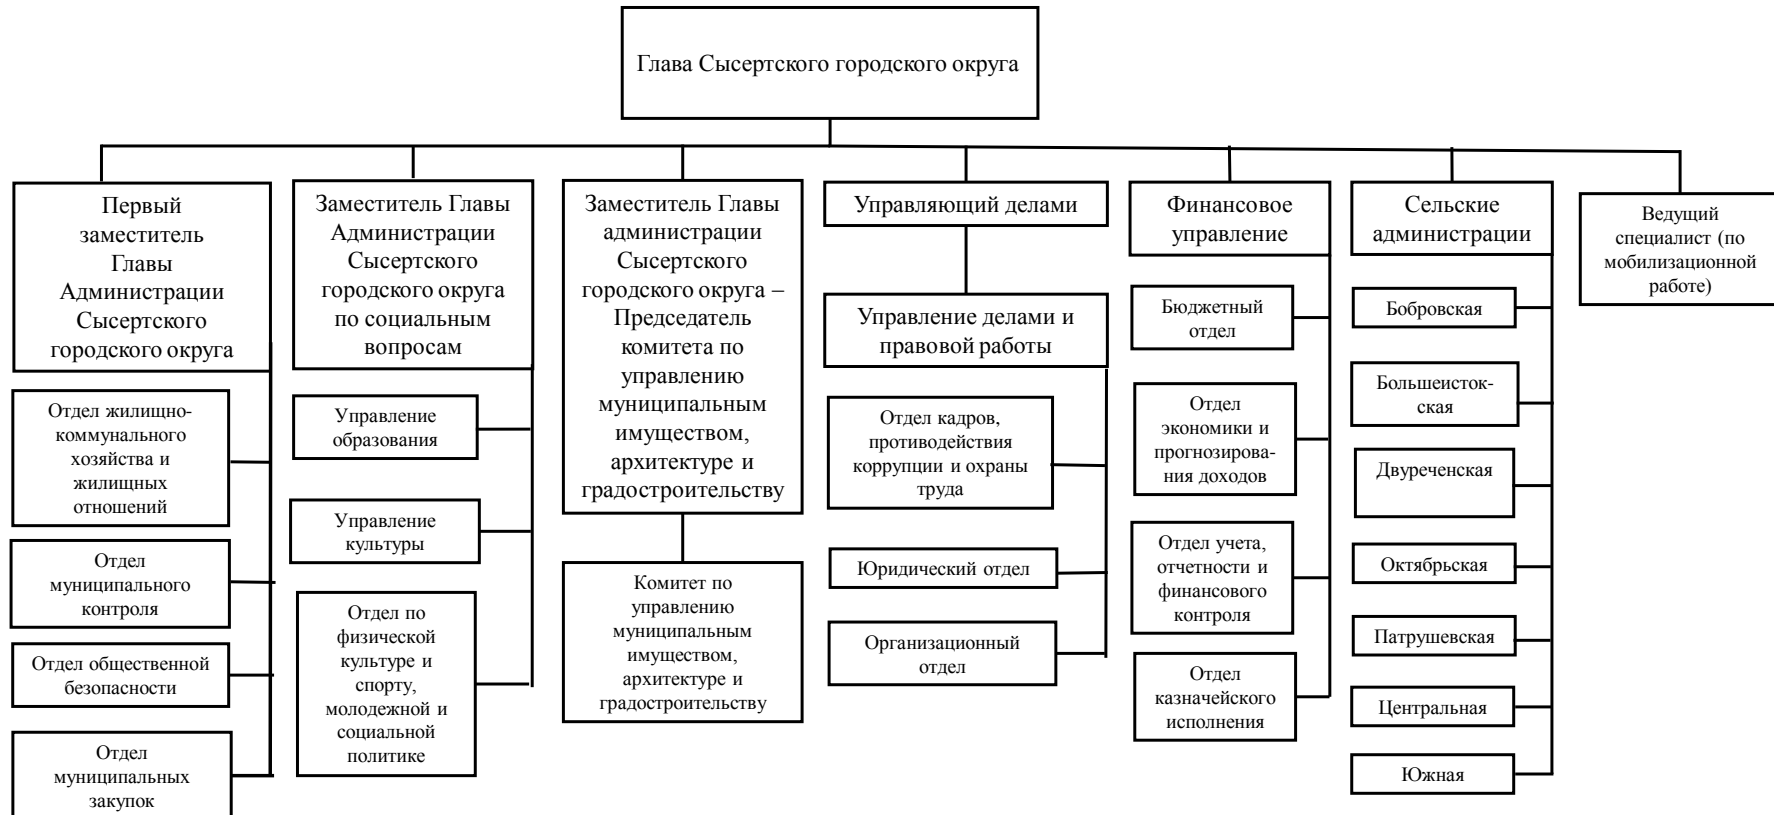 Глава Сысертского городского округа
Первый
заместитель
Главы
Администрации
Сысертского
городского округа
Отдел жилищно-
коммунального
хозяйства и
жилищных
отношений
Отдел
муниципального
контроля
Отдел общественной
безопасности
Отдел
муниципальных
закупок
Заместитель Главы
Администрации
Сысертского
городского округа
по социальным
вопросам
Управление
образования
Управление
культуры
Отдел по
физической
культуре и
спорту,
молодежной и
социальной
политике
Заместитель Главы
администрации
Сысертского
городского округа –
Председатель
комитета по
управлению
муниципальным
имуществом,
архитектуре и
градостроительству
Комитет по
управлению
муниципальным
имуществом,
архитектуре и
градостроительству
Управляющий делами
Управление делами и
правовой работы
Отдел кадров,
противодействия
коррупции и охраны
труда
Юридический отдел
Организационный
отдел
Финансовое
управление
Бюджетный
отдел
Отдел
экономики и
прогнозирова-
ния доходов
Отдел учета,
отчетности и
финансового
контроля
Отдел
казначейского
исполнения
Сельские
администрации
Бобровская
Большеисток-
ская
Двуреченская
Октябрьская
Патрушевская
Центральная
Южная
Ведущий
специалист (по
мобилизационной
работе)